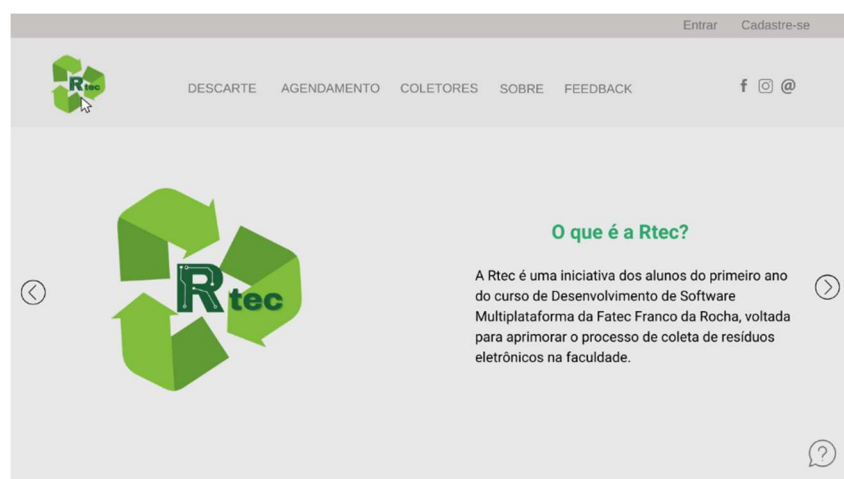 Entrar Cadastre-se
Rtec
DESCARTE AGENDAMENTO COLETORES SOBRE FEEDBACK f @
Rtec
O que é a Rtec?
A Rtec é uma iniciativa dos alunos do primeiro ano
do curso de Desenvolvimento de Software
Multiplataforma da Fatec Franco da Rocha, voltada
para aprimorar o processo de coleta de resíduos
eletrônicos na faculdade.
?